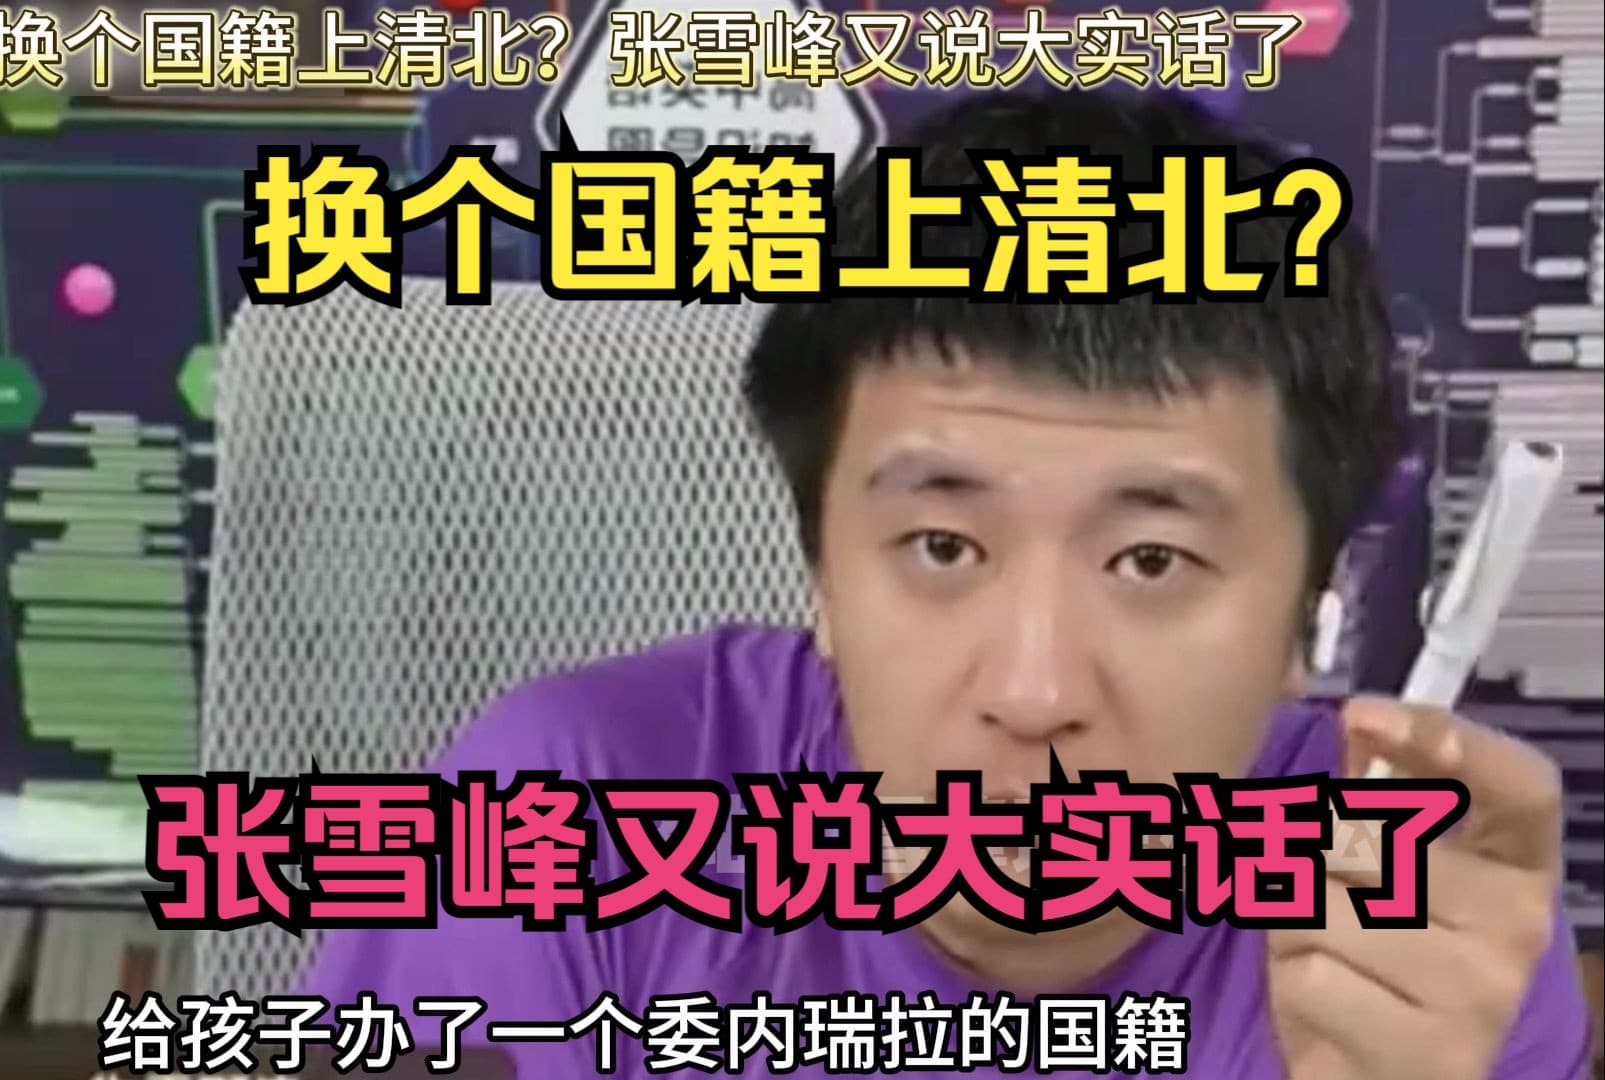 换个国籍上清北？张雪峰又说大实话了
换个国籍上清北?
张雪峰又说大实话了
给孩子办了一个委内瑞拉的国籍